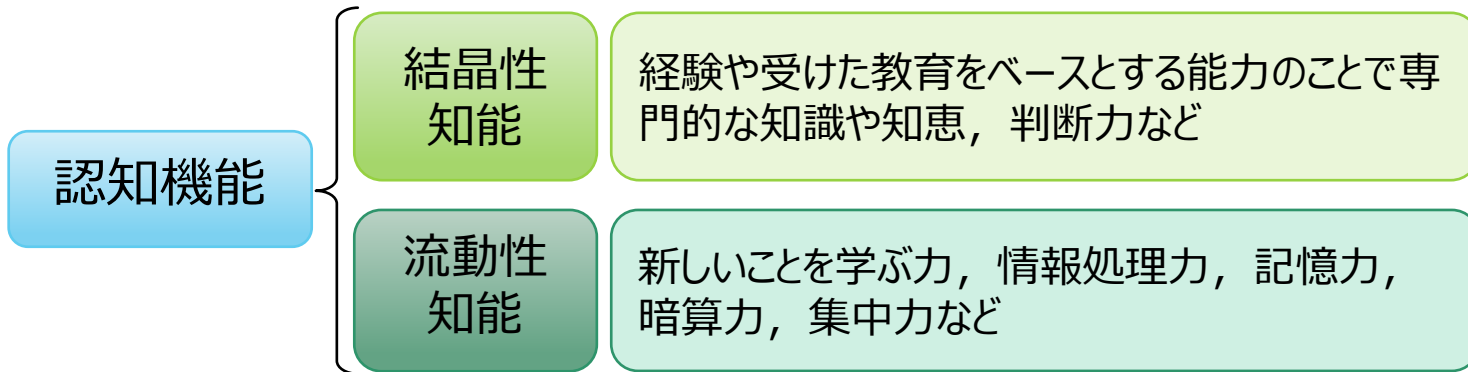 認知機能
結晶性
知能
経験や受けた教育をベースとする能力のことで専
門的な知識や知恵，判断力など
流動性
知能
新しいことを学ぶ力，情報処理力，記憶力，
暗算力，集中力など